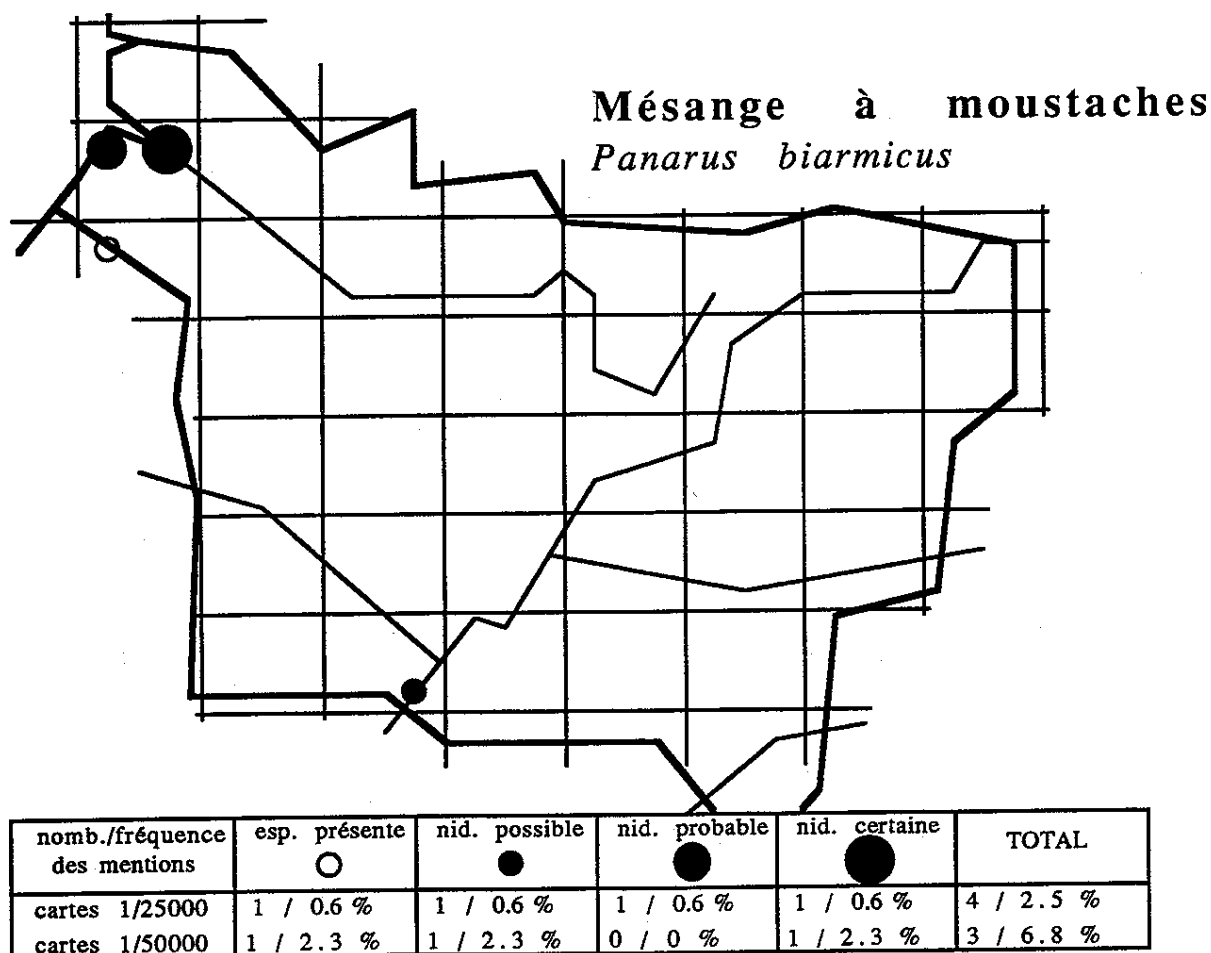 Mésange à moustaches
Panarus biarmicus
nomb./fréquence des mentions esp. présente nid. possible nid. probable nid. certaine TOTAL
cartes 1/25000 1 / 0.6 % 1 / 0.6 % 1 / 0.6 % 1 / 0.6 % 4 / 2.5 %
cartes 1/50000 1 / 2.3 % 1 / 2.3 % 0 / 0 % 1 / 2.3 % 3 / 6.8 %